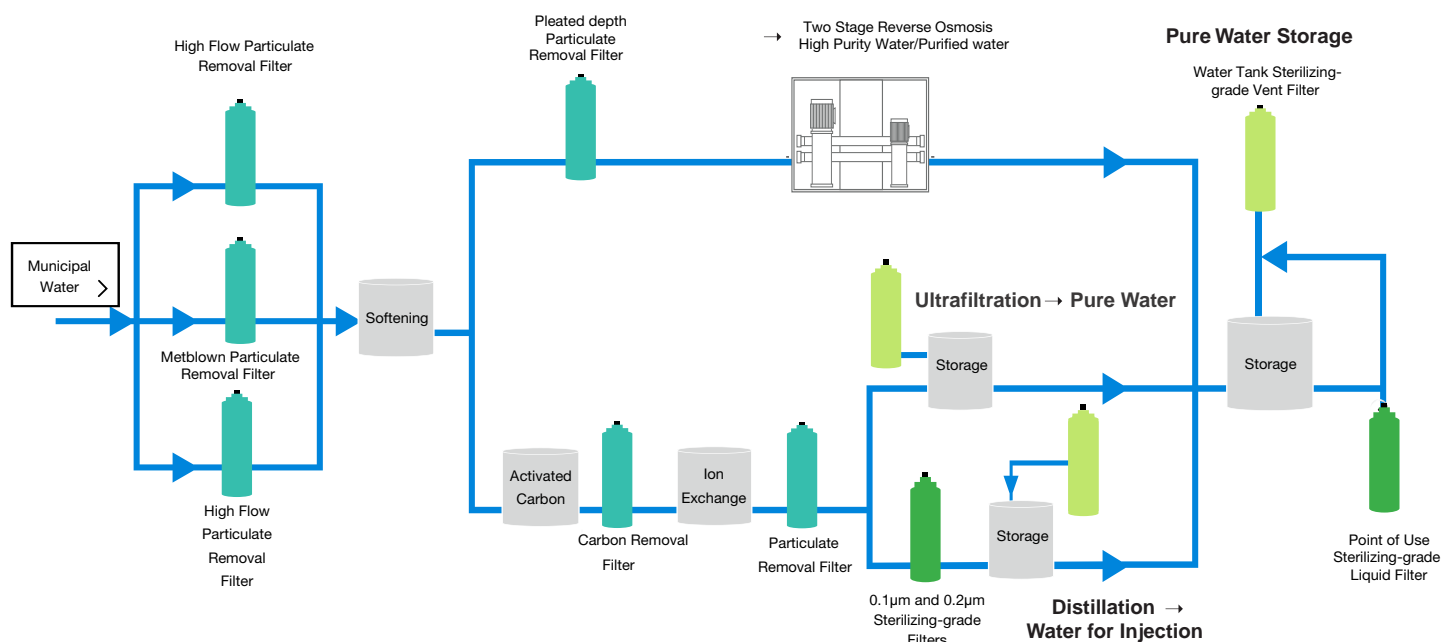 High Flow Particulate
Removal Filter
Pleated depth
Particulate
Removal Filter
→ Two Stage Reverse Osmosis
High Purity Water/Purified water
Pure Water Storage
Water Tank Sterilizing-
grade Vent Filter
Municipal
Water
Softening
Metblown Particulate
Removal Filter
Ultrafiltration → Pure Water
Storage
Storage
High Flow
Particulate
Removal
Filter
Activated
Carbon
Carbon Removal
Filter
Ion
Exchange
Particulate
Removal Filter
Storage
0.1µm and 0.2µm
Sterilizing-grade
Filters
Distillation →
Water for Injection
Point of Use
Sterilizing-grade
Liquid Filter